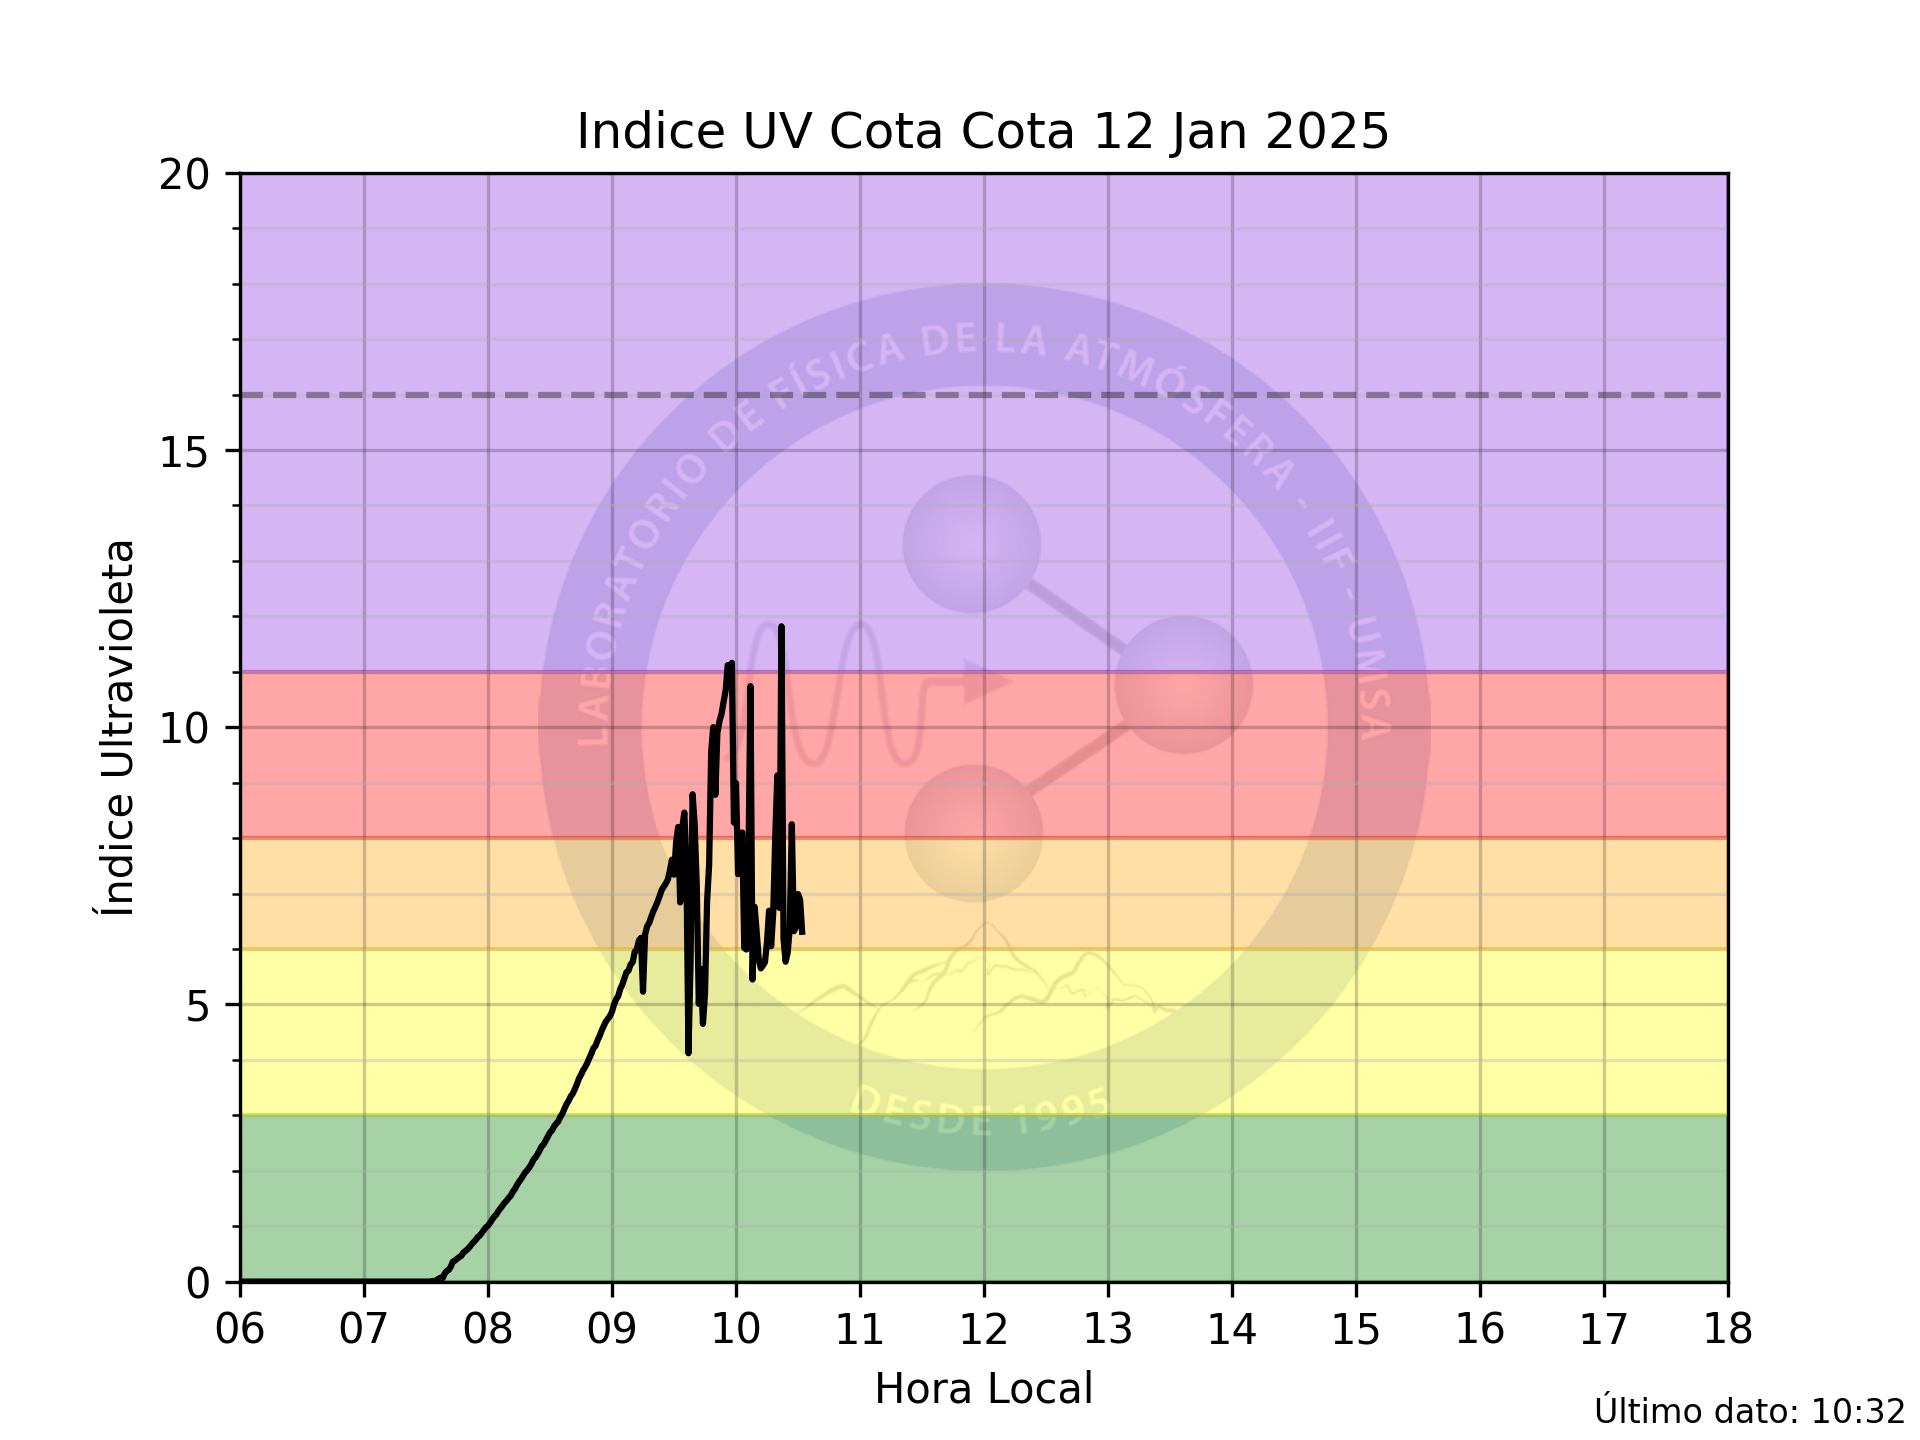 Indice UV Cota Cota 12 Jan 2025
20
15
10
5
0
Índice Ultravioleta
LABORATORIO DE FÍSICA DE LA ATMÓSFERA - IIF - UMSA
DESDE 1995
06 07 08 09 10 11 12 13 14 15 16 17 18
Hora Local
Último dato: 10:32